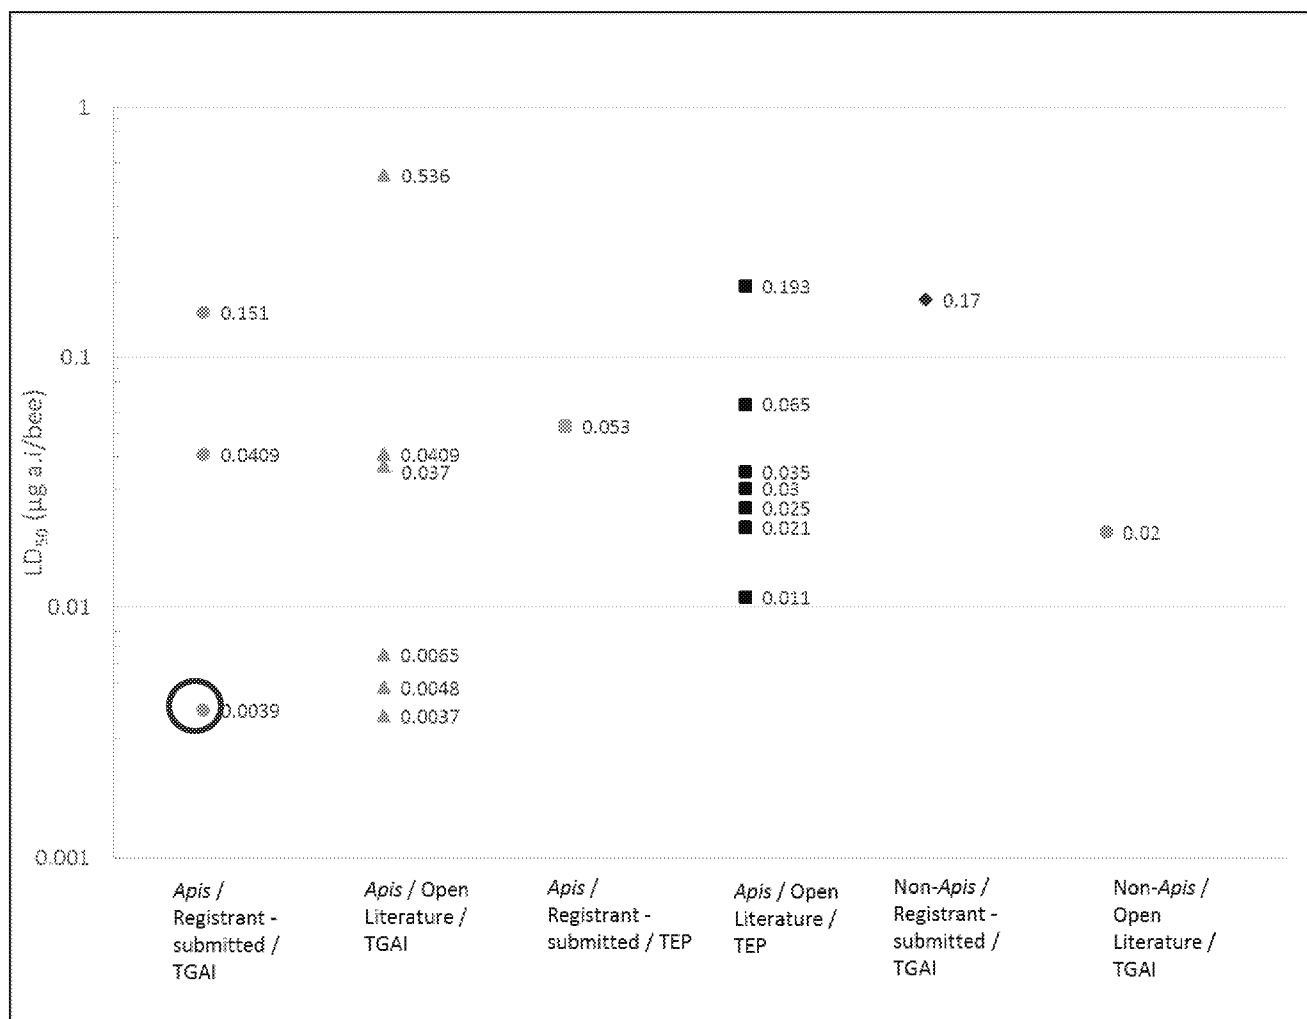 1
0.536
0.193
0.151
0.17
0.1
0.065
0.053
0.0409
0.0409
0.037
0.035
0.03
0.025
0.021
0.02
0.011
0.01
0.0065
0.0048
0.0039
0.0037
0.001
LD50 (µg a.i/bee)
Apis /
Registrant -
submitted /
TGAI
Apis / Open
Literature /
TGAI
Apis /
Registrant -
submitted / TEP
Apis / Open
Literature /
TEP
Non-Apis /
Registrant -
submitted /
TGAI
Non-Apis /
Open
Literature /
TGAI